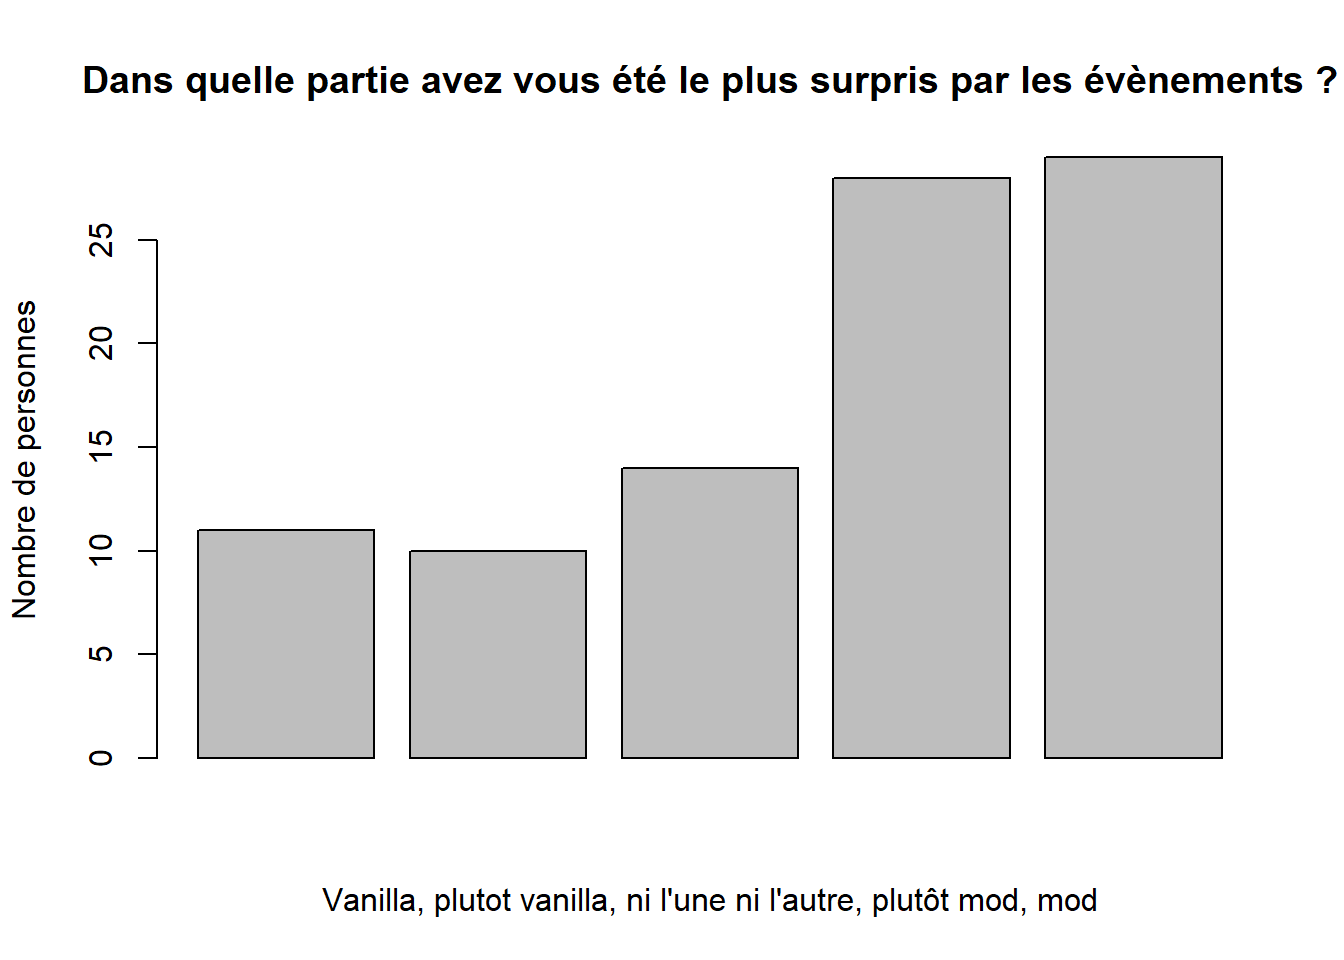 Dans quelle partie avez vous été le plus surpris par les évènements ?
Nombre de personnes
25
20
15
10
5
0
Vanilla, plutot vanilla, ni l'une ni l'autre, plutôt mod, mod